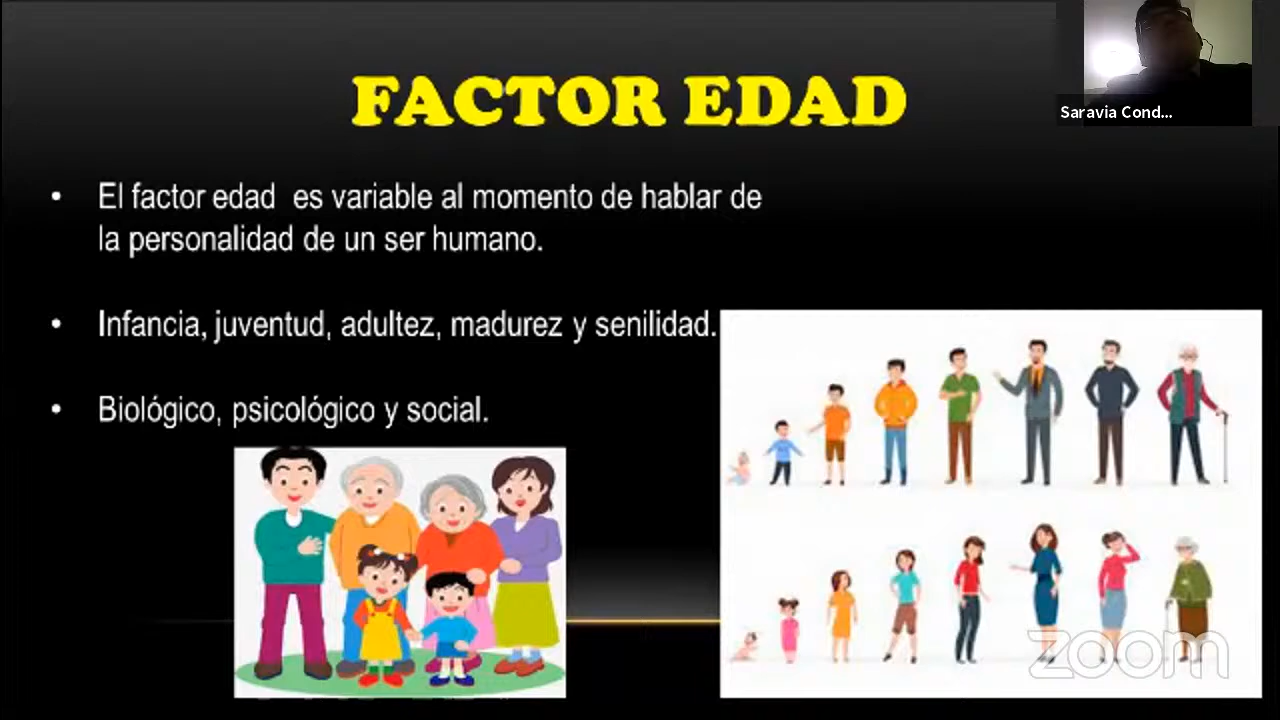 FACTOR EDAD
Saravia Cond...
• El factor edad es variable al momento de hablar de
la personalidad de un ser humano.
• Infancia, juventud, adultez, madurez y senilidad.
• Biológico, psicológico y social.
zoom